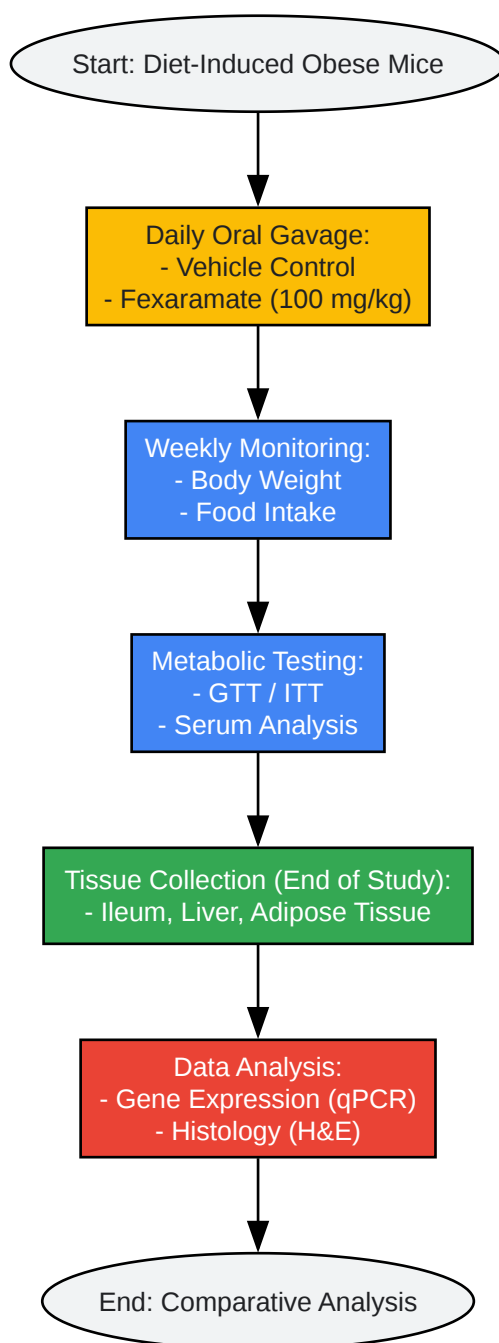 Start: Diet-Induced Obese Mice
Daily Oral Gavage:
- Vehicle Control
- Fexaramate (100 mg/kg)
Weekly Monitoring:
- Body Weight
- Food Intake
Metabolic Testing:
- GTT / ITT
- Serum Analysis
Tissue Collection (End of Study):
- Ileum, Liver, Adipose Tissue
Data Analysis:
- Gene Expression (qPCR)
- Histology (H&E)
End: Comparative Analysis